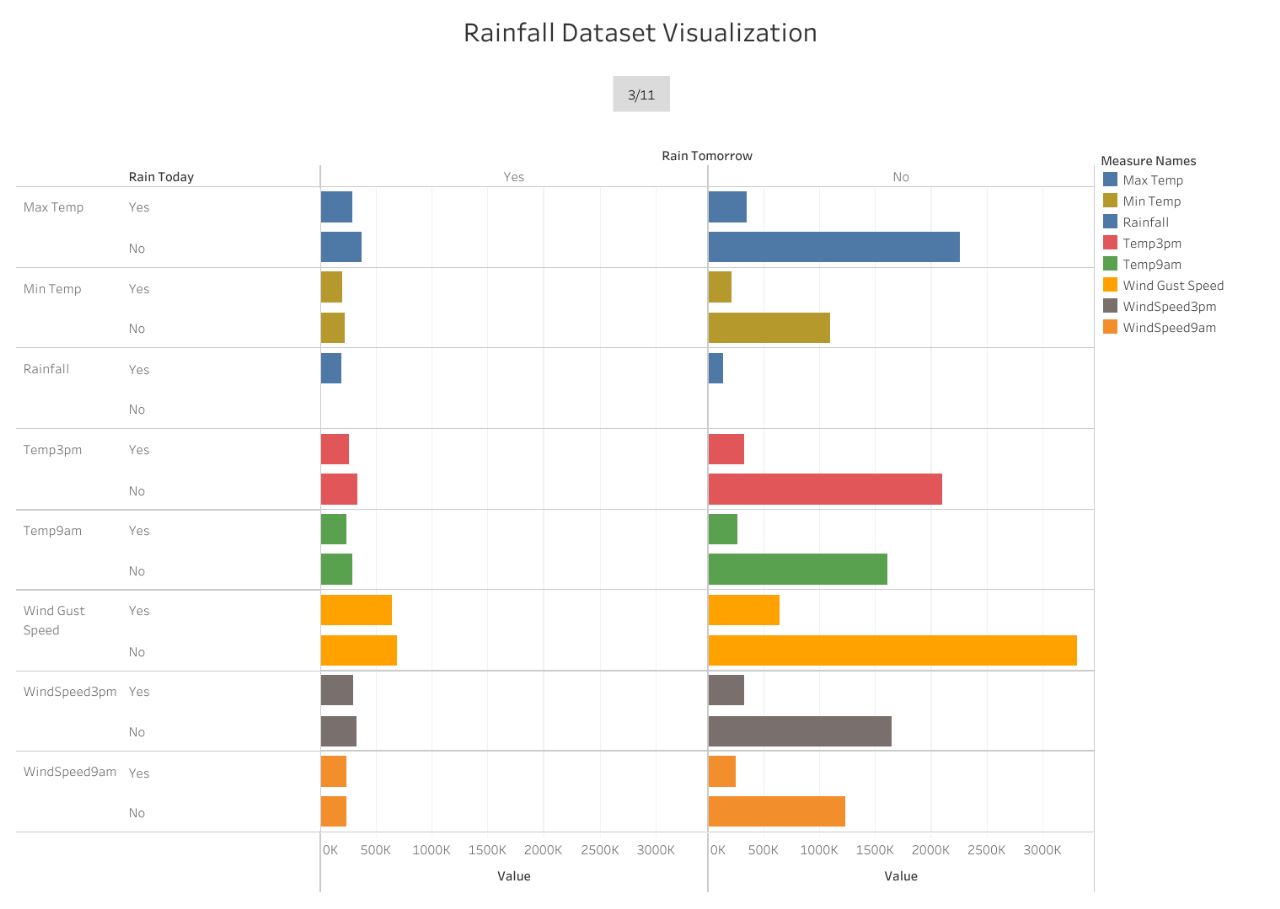 Rainfall Dataset Visualization
3/11
Rain Tomorrow
Rain Today
Yes
No
Max Temp Yes
No
Min Temp Yes
No
Rainfall Yes
No
Temp3pm Yes
No
Temp9am Yes
No
Wind Gust Speed Yes
No
WindSpeed3pm Yes
No
WindSpeed9am Yes
No
0K 500K 1000K 1500K 2000K 2500K 3000K
0K 500K 1000K 1500K 2000K 2500K 3000K
Value
Value
Measure Names
Max Temp
Min Temp
Rainfall
Temp3pm
Temp9am
Wind Gust Speed
WindSpeed3pm
WindSpeed9am